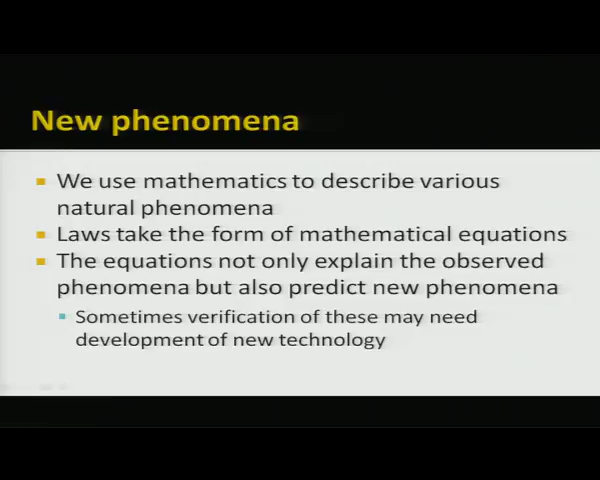 New phenomena
We use mathematics to describe various
natural phenomena
Laws take the form of mathematical equations
The equations not only explain the observed
phenomena but also predict new phenomena
Sometimes verification of these may need
development of new technology